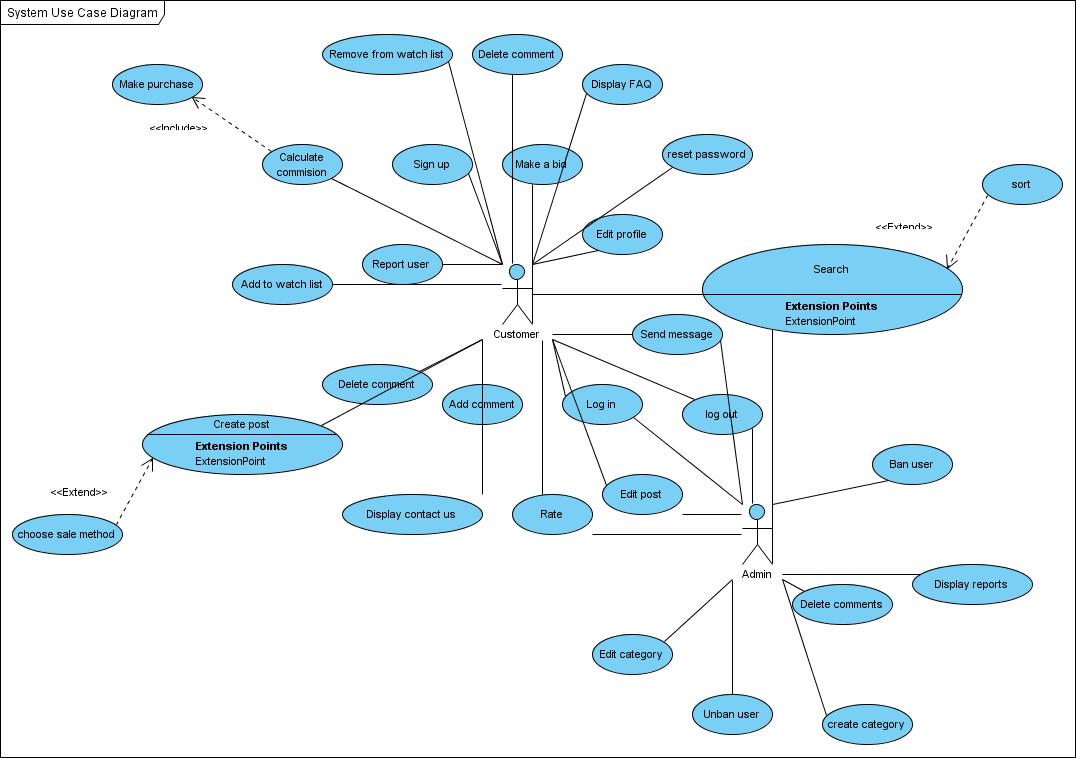 System Use Case Diagram
Remove from watch list
Delete comment
Make purchase
Display FAQ
<<Include>>
Calculate
commision
Sign up
Make a bid
reset password
sort
<<Extend>>
Edit profile
Report user
Search
Add to watch list
Extension Points
ExtensionPoint
Customer
Send message
Delete comment
Add comment
Log in
log out
Create post
Extension Points
ExtensionPoint
Ban user
<<Extend>>
Edit post
Display contact us
Rate
choose sale method
Admin
Display reports
Delete comments
Edit category
Unban user
create category